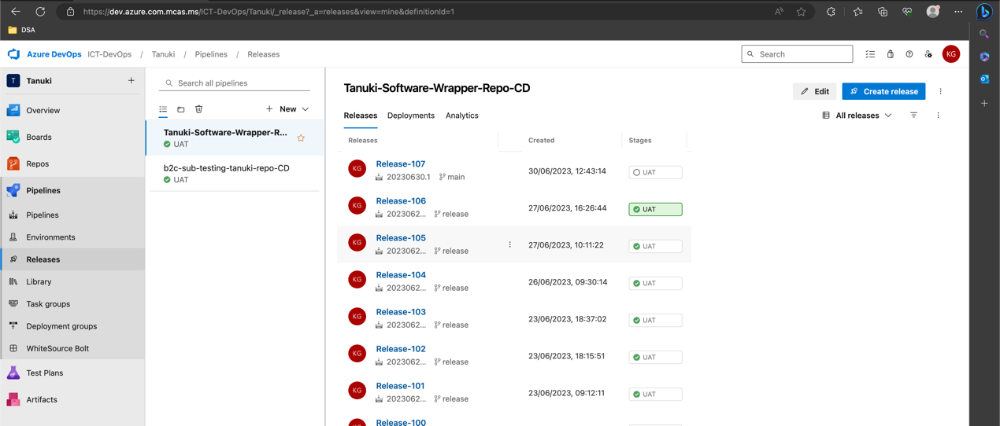 https://dev.azure.com.mcas.ms/ICT-DevOps/Tanuki/_release?_a=releases&view=mine&definitionId=1
DSA
Azure DevOps ICT-DevOps / Tanuki / Pipelines / Releases
Search
KG
T Tanuki
Overview
Boards
Repos
Pipelines
Pipelines
Environments
Releases
Library
Task groups
Deployment groups
WhiteSource Bolt
Test Plans
Artifacts
Search all pipelines
New
Tanuki-Software-Wrapper-R...
UAT
b2c-sub-testing-tanuki-repo-CD
UAT
Tanuki-Software-Wrapper-Repo-CD
Edit
Create release
Releases Deployments Analytics
All releases
Releases Created Stages
KG Release-107 30/06/2023, 12:43:14 UAT
20230630.1 main
KG Release-106 27/06/2023, 16:26:44 UAT
2023062... release
KG Release-105 27/06/2023, 10:11:22 UAT
2023062... release
KG Release-104 26/06/2023, 09:30:14 UAT
2023062... release
KG Release-103 23/06/2023, 18:37:02 UAT
2023062... release
KG Release-102 23/06/2023, 18:15:51 UAT
2023062... release
KG Release-101 23/06/2023, 09:12:11 UAT
2023062... release
KG Release-100